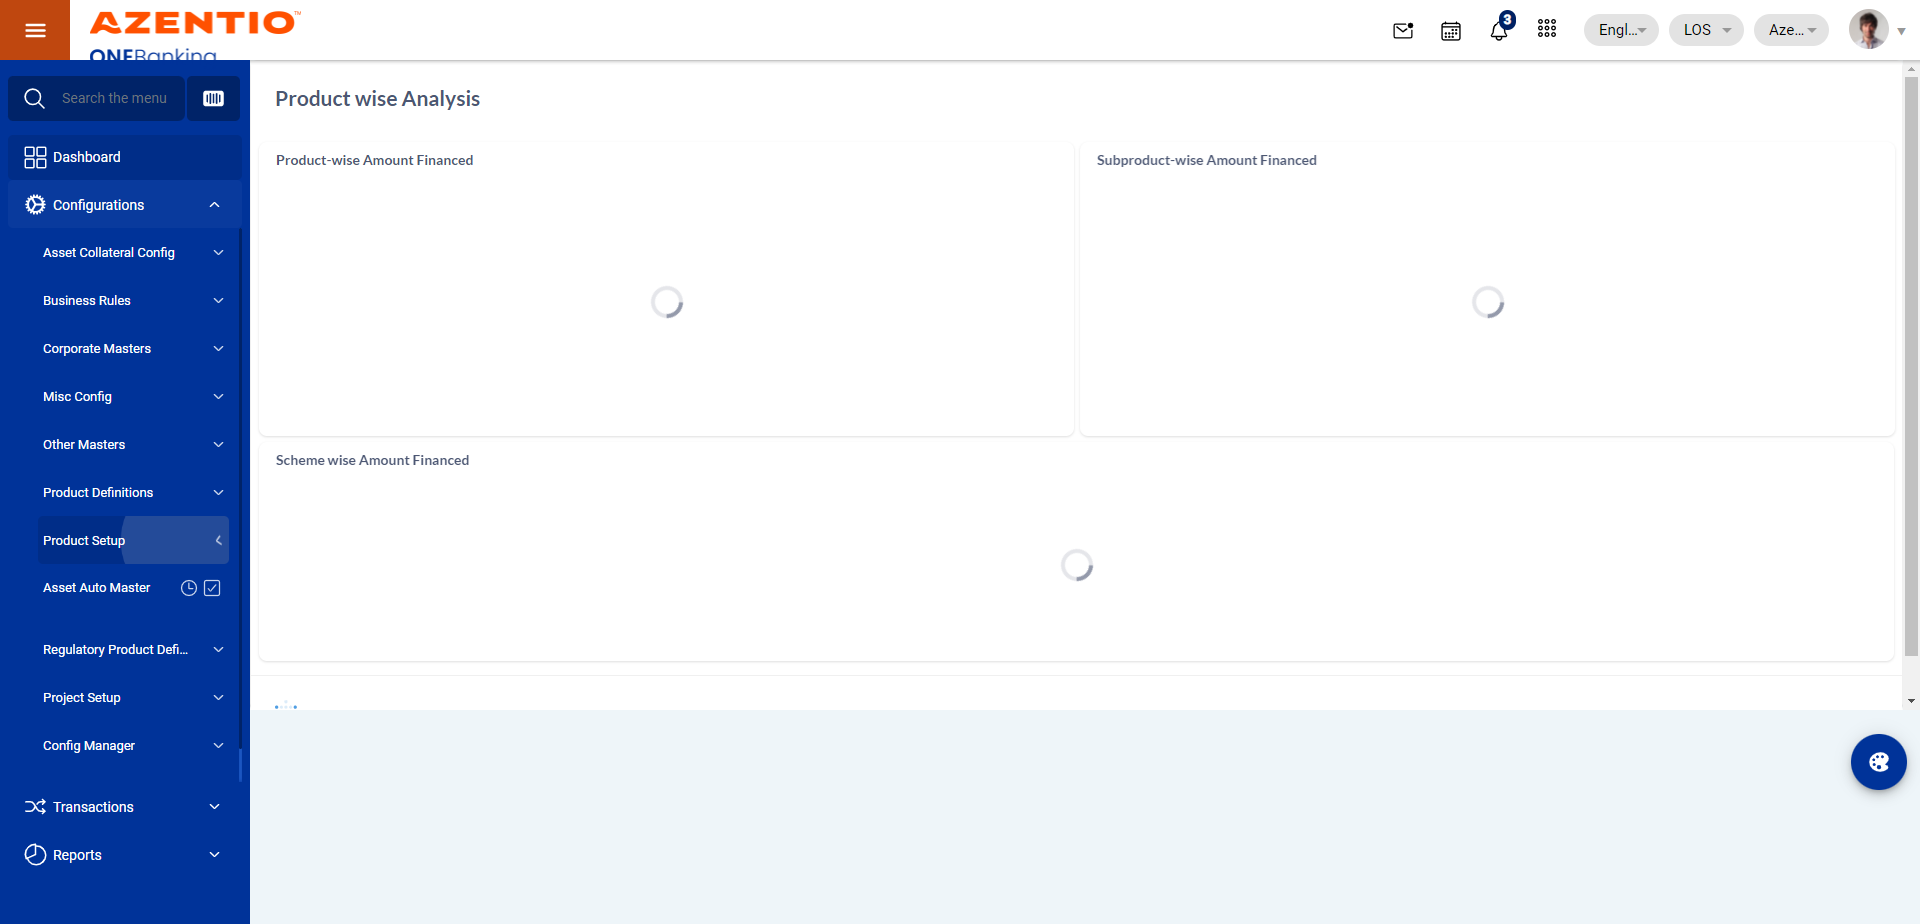 AZENTIO™
ONEBanking
3
Engl...
LOS
Aze...
Search the menu
Dashboard
Configurations
Asset Collateral Config
Business Rules
Corporate Masters
Misc Config
Other Masters
Product Definitions
Product Setup
Asset Auto Master
Regulatory Product Defi...
Project Setup
Config Manager
Transactions
Reports
Product wise Analysis
Product-wise Amount Financed
Subproduct-wise Amount Financed
Scheme wise Amount Financed